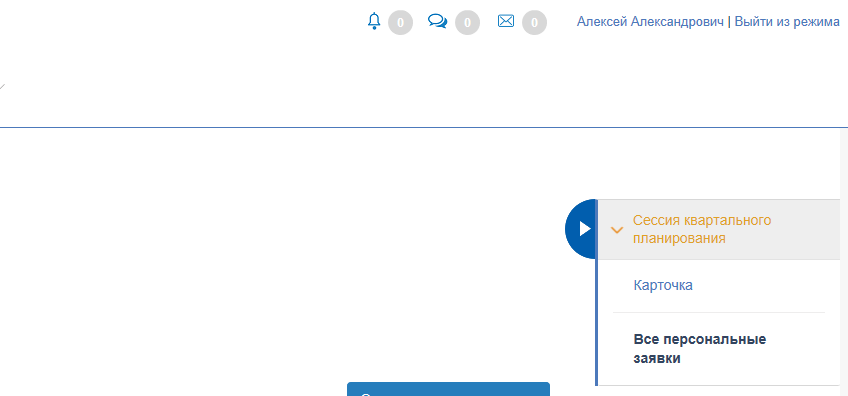 0 0 0 Алексей Александрович | Выйти из режима
Сессия квартального
планирования
Карточка
Все персональные
заявки